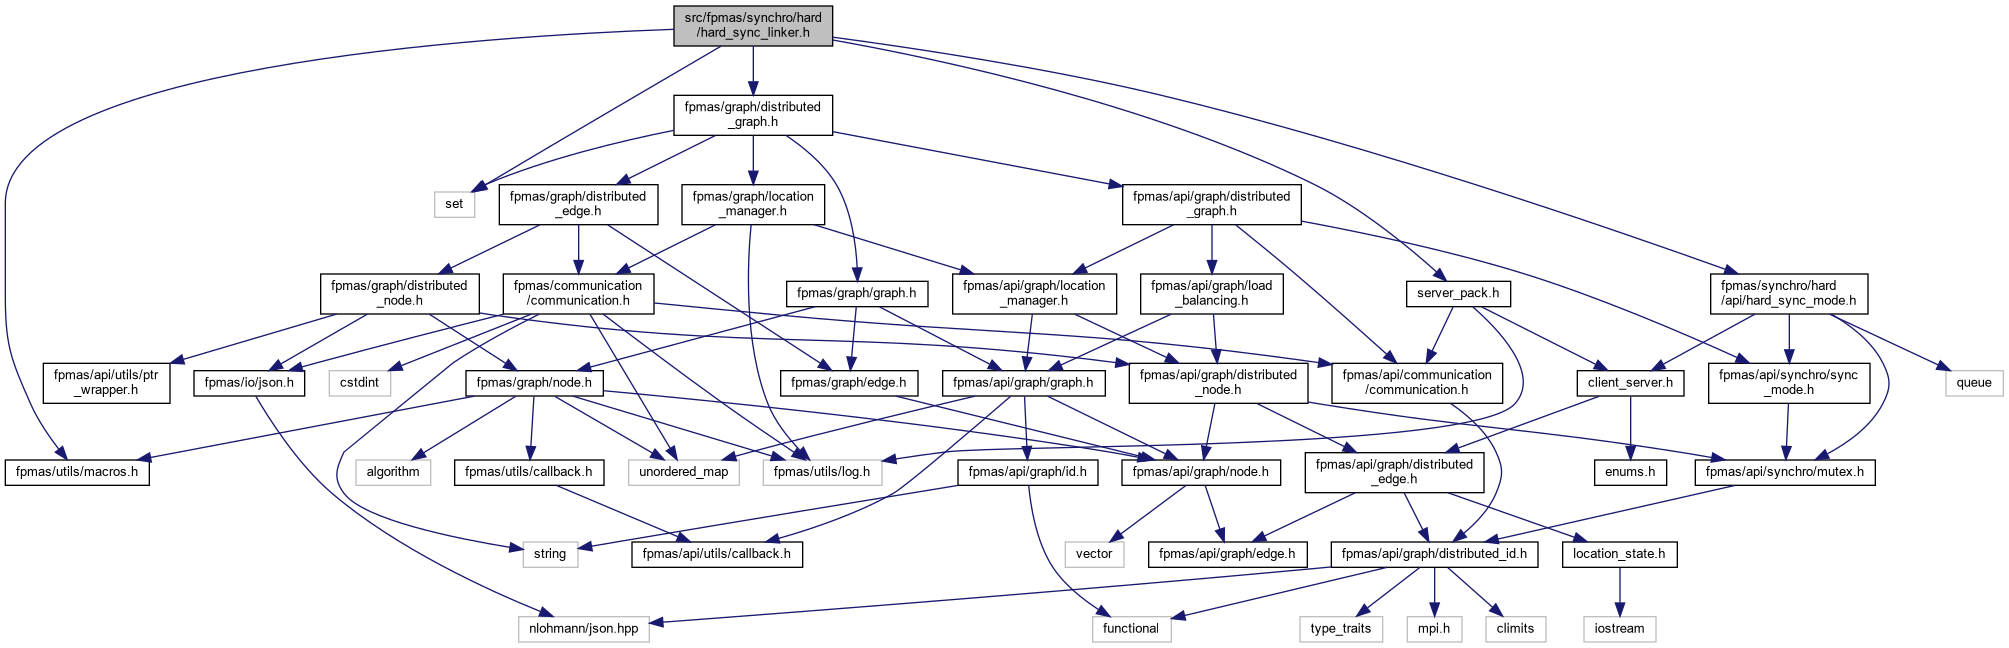 src/fpmas/synchro/hard
/hard_sync_linker.h
fpmas/graph/distributed
_graph.h
set
fpmas/graph/distributed
_edge.h
fpmas/graph/location
_manager.h
fpmas/api/graph/distributed
_graph.h
fpmas/graph/distributed
_node.h
fpmas/communication
/communication.h
fpmas/graph/graph.h
fpmas/api/graph/location
_manager.h
fpmas/api/graph/load
_balancing.h
server_pack.h
fpmas/synchro/hard
/api/hard_sync_mode.h
fpmas/api/utils/ptr
_wrapper.h
fpmas/io/json.h
cstdint
fpmas/graph/node.h
fpmas/graph/edge.h
fpmas/api/graph/graph.h
fpmas/api/graph/distributed
_node.h
fpmas/api/communication
/communication.h
client_server.h
fpmas/api/synchro/sync
_mode.h
queue
fpmas/utils/macros.h
algorithm
fpmas/utils/callback.h
unordered_map
fpmas/utils/log.h
fpmas/api/graph/id.h
fpmas/api/graph/node.h
fpmas/api/graph/distributed
_edge.h
enums.h
fpmas/api/synchro/mutex.h
string
fpmas/api/utils/callback.h
vector
fpmas/api/graph/edge.h
fpmas/api/graph/distributed_id.h
location_state.h
nlohmann/json.hpp
functional
type_traits
mpi.h
climits
iostream